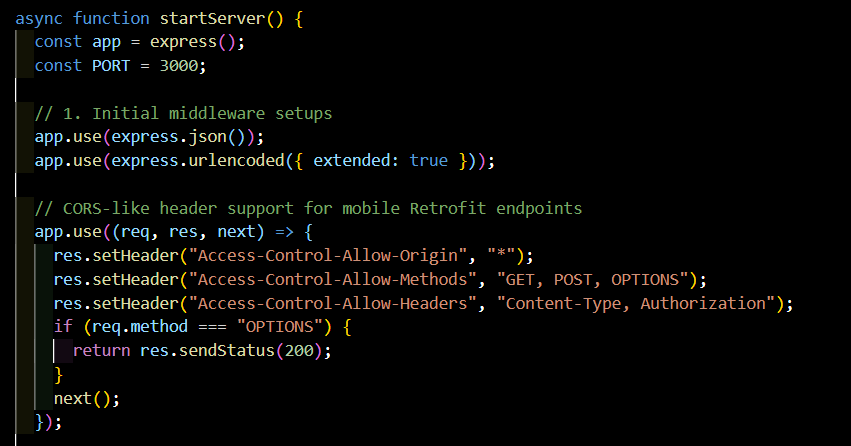 async function startServer() {
  const app = express();
  const PORT = 3000;

  // 1. Initial middleware setups
  app.use(express.json());
  app.use(express.urlencoded({ extended: true }));

  // CORS-like header support for mobile Retrofit endpoints
  app.use((req, res, next) => {
    res.setHeader("Access-Control-Allow-Origin", "*");
    res.setHeader("Access-Control-Allow-Methods", "GET, POST, OPTIONS");
    res.setHeader("Access-Control-Allow-Headers", "Content-Type, Authorization");
    if (req.method === "OPTIONS") {
      return res.sendStatus(200);
    }
    next();
  });